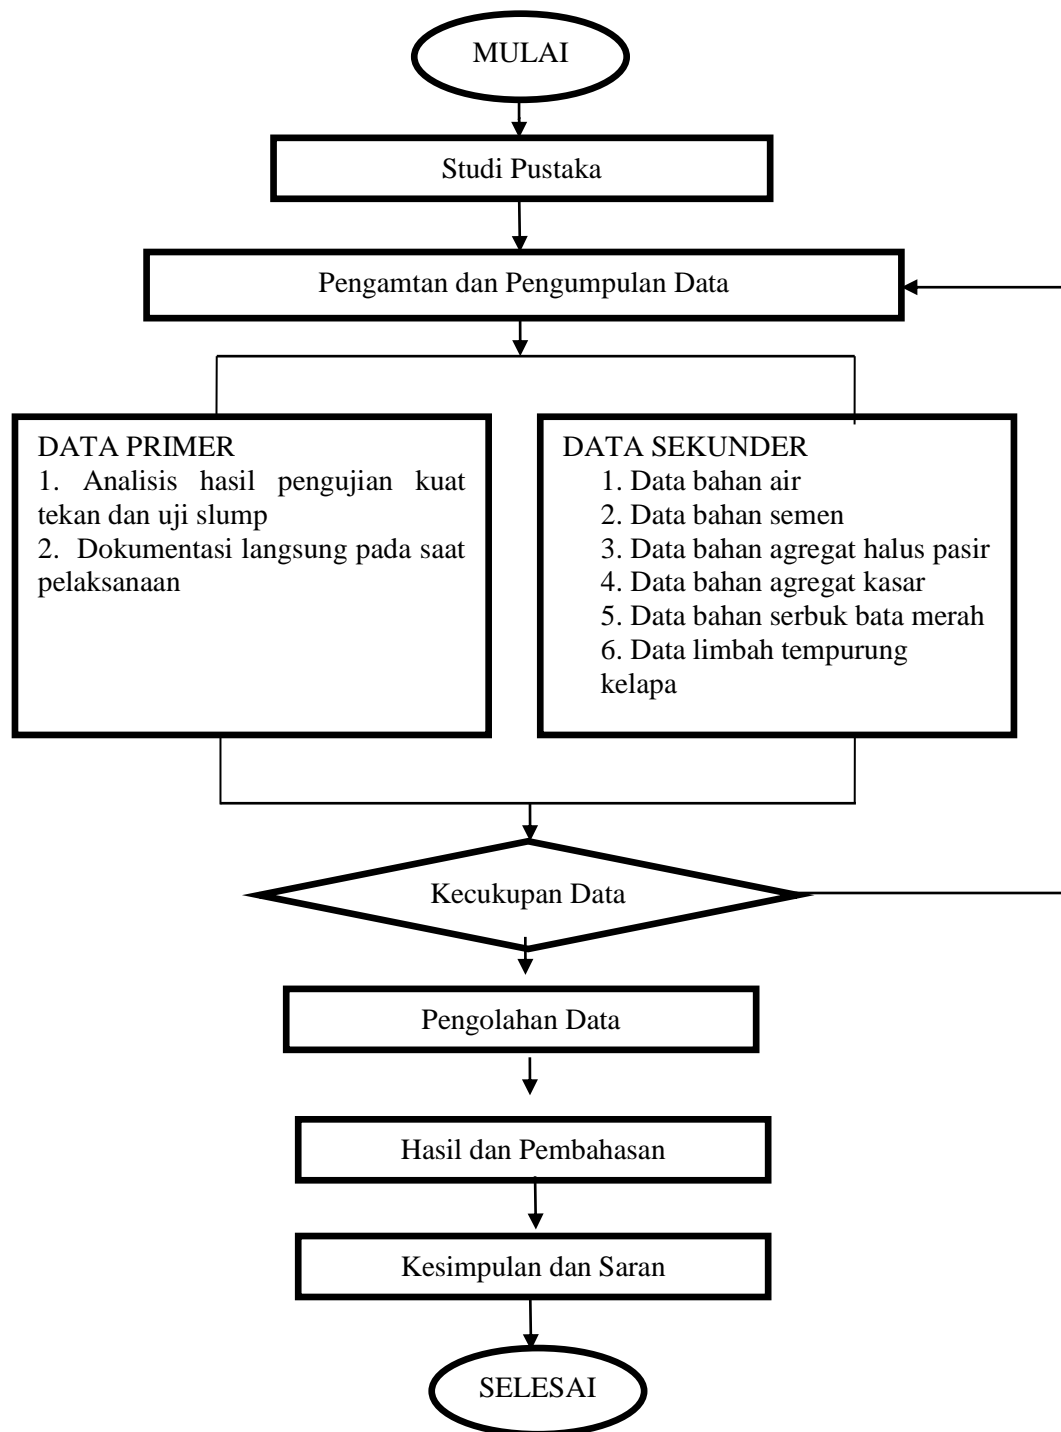 MULAI
Studi Pustaka
Pengamtan dan Pengumpulan Data
DATA PRIMER
1. Analisis hasil pengujian kuat
tekan dan uji slump
2. Dokumentasi langsung pada saat
pelaksanaan
DATA SEKUNDER
1. Data bahan air
2. Data bahan semen
3. Data bahan agregat halus pasir
4. Data bahan agregat kasar
5. Data bahan serbuk bata merah
6. Data limbah tempurung
kelapa
Kecukupan Data
Pengolahan Data
Hasil dan Pembahasan
Kesimpulan dan Saran
SELESAI